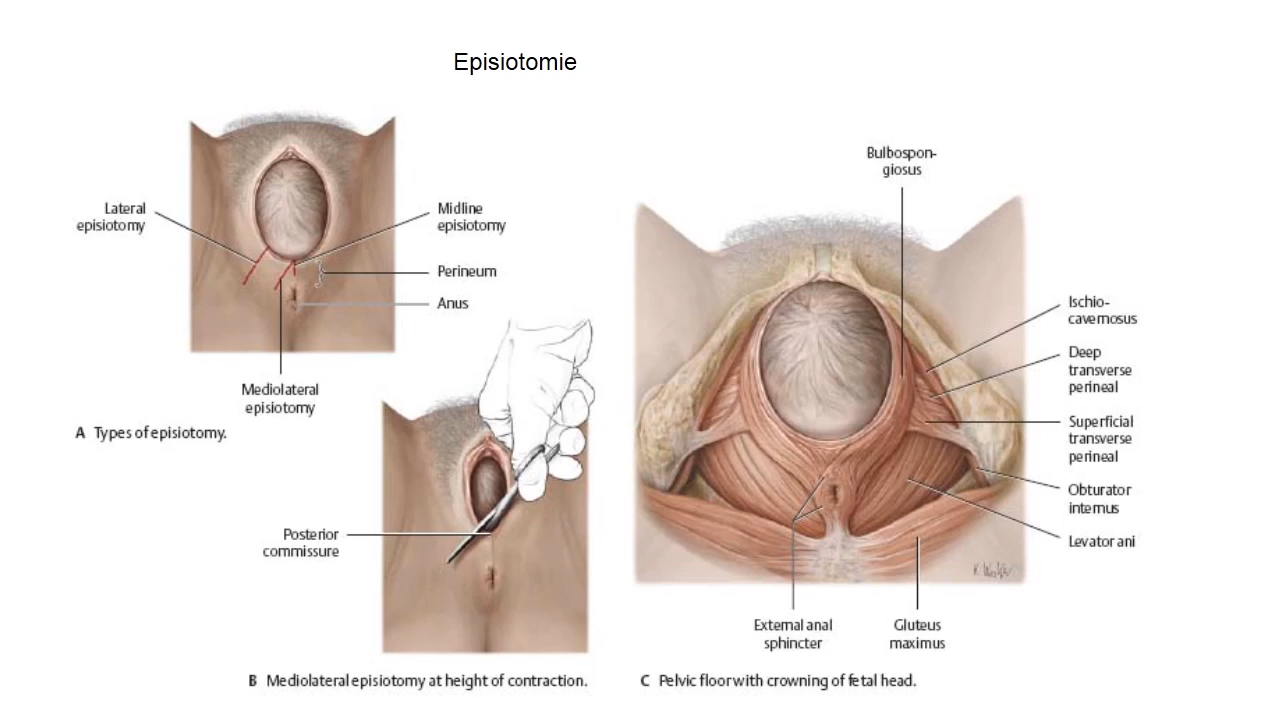 Episiotomie
Lateral
episiotomy
Midline
episiotomy
Perineum
Anus
Mediolateral
episiotomy
A Types of episiotomy.
Posterior
commissure
B Mediolateral episiotomy at height of contraction.
Bulbospon-
giosus
Ischio-
cavernosus
Deep
transverse
perineal
Superficial
transverse
perineal
Obturator
internus
Levator ani
External anal
sphincter
Gluteus
maximus
C Pelvic floor with crowning of fetal head.